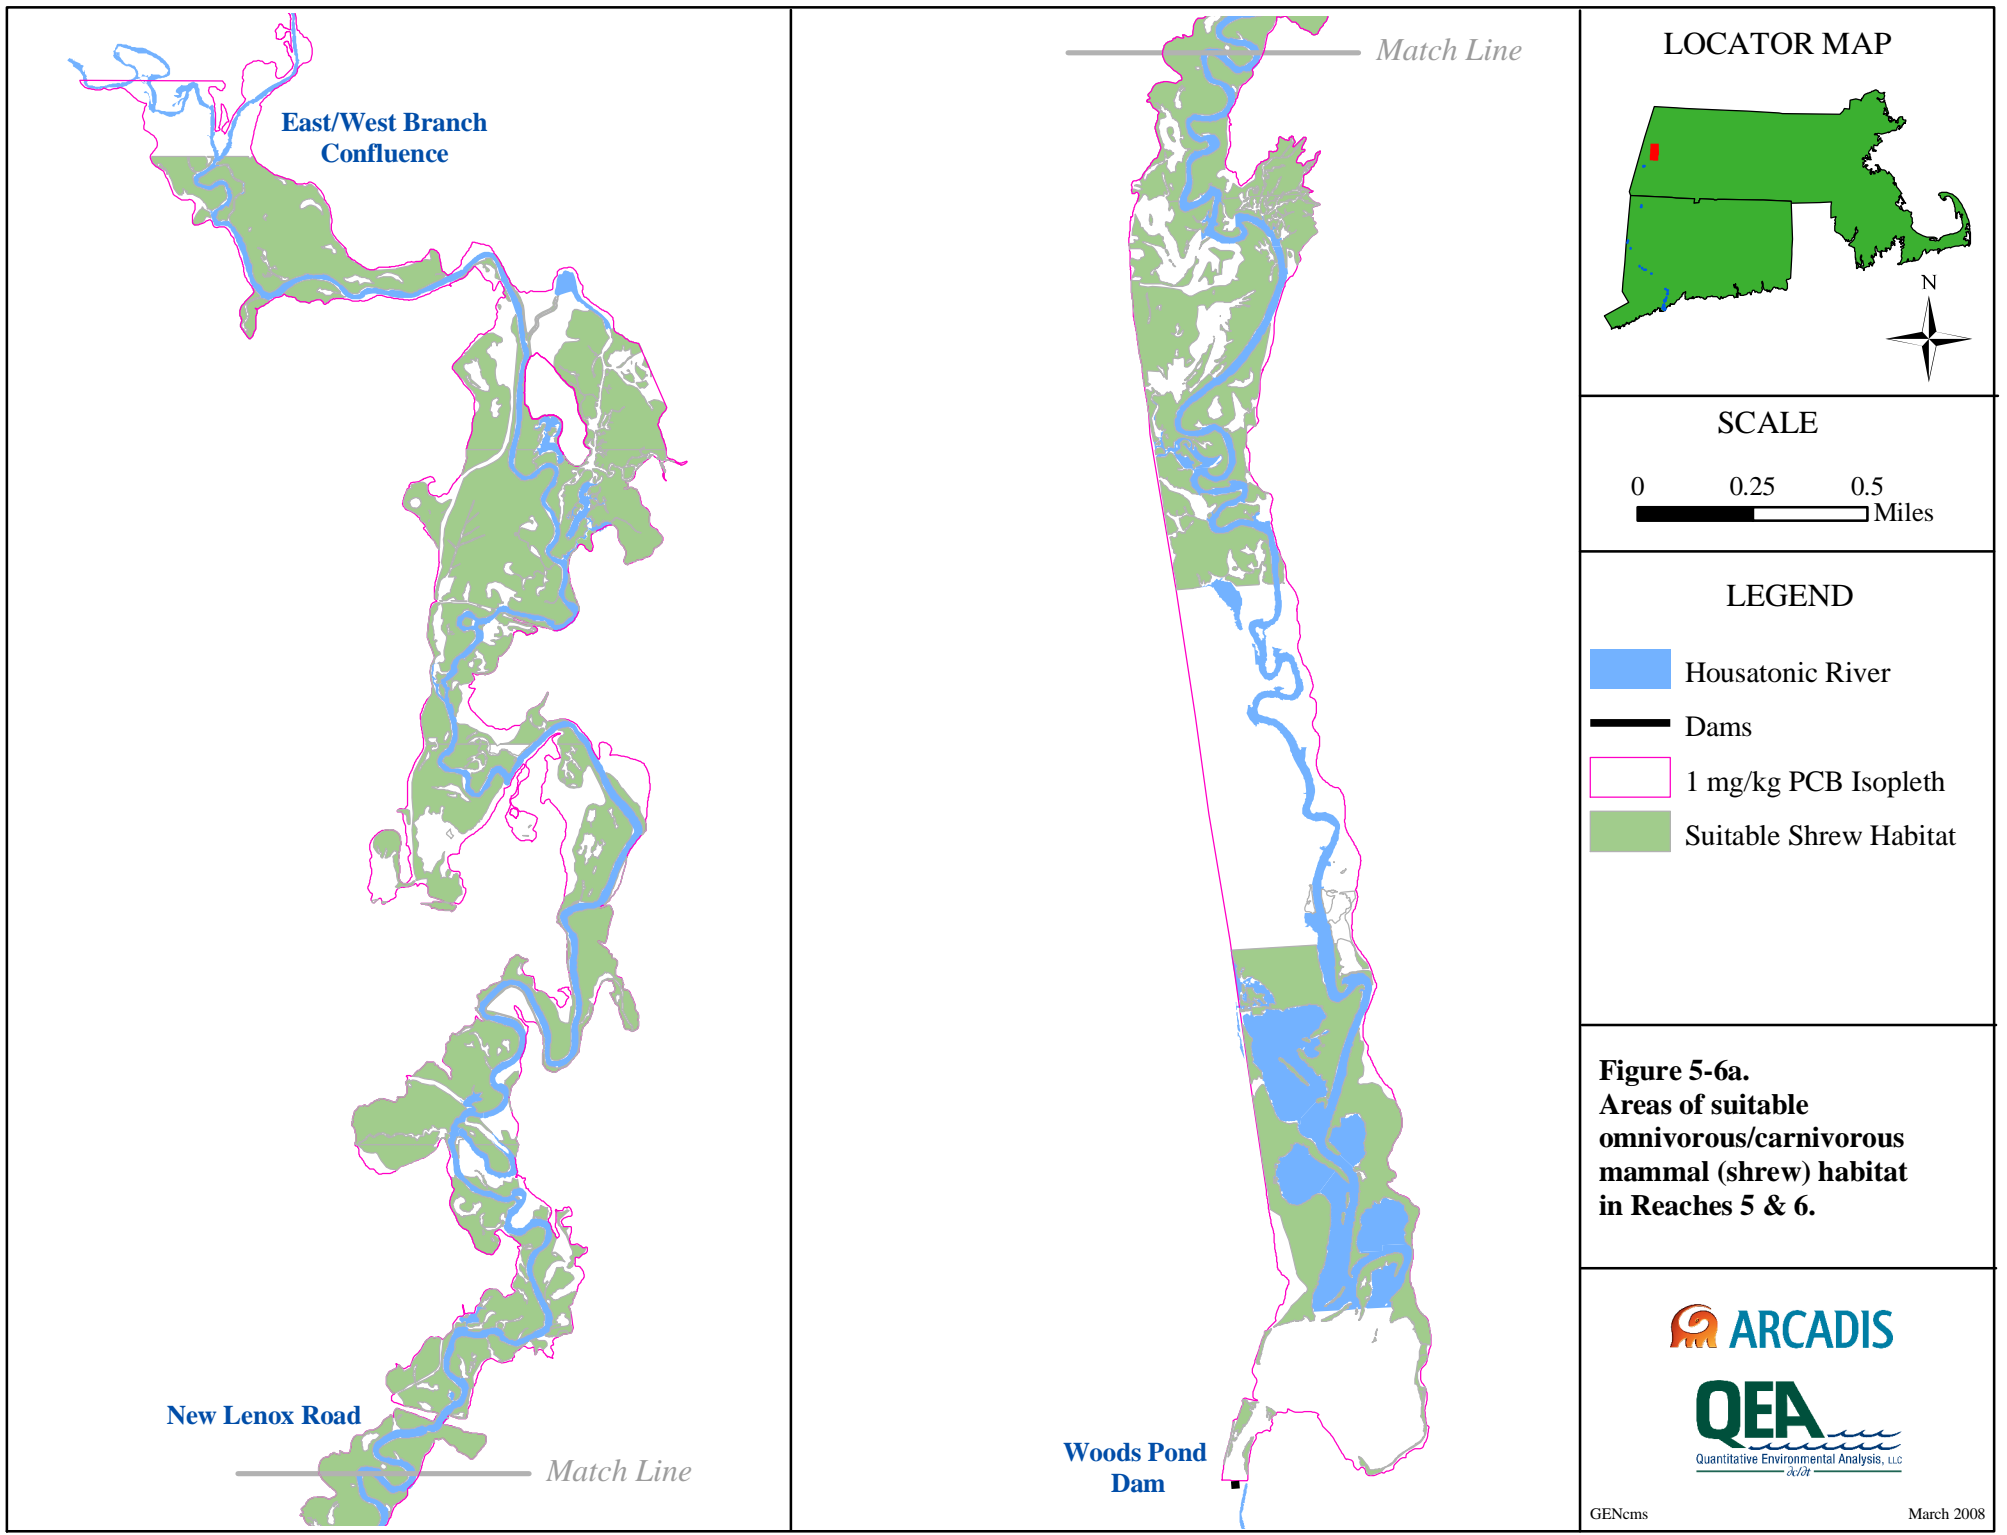 East/West Branch
Confluence
New Lenox Road
Match Line
Match Line
Woods Pond
Dam
LOCATOR MAP
N
SCALE
0 0.25 0.5
Miles
LEGEND
Housatonic River
Dams
1 mg/kg PCB Isopleth
Suitable Shrew Habitat
Figure 5-6a.
Areas of suitable
omnivorous/carnivorous
mammal (shrew) habitat
in Reaches 5 & 6.
ARCADIS
QEA
Quantitative Environmental Analysis, LLC
∂c/∂t
GENcms March 2008